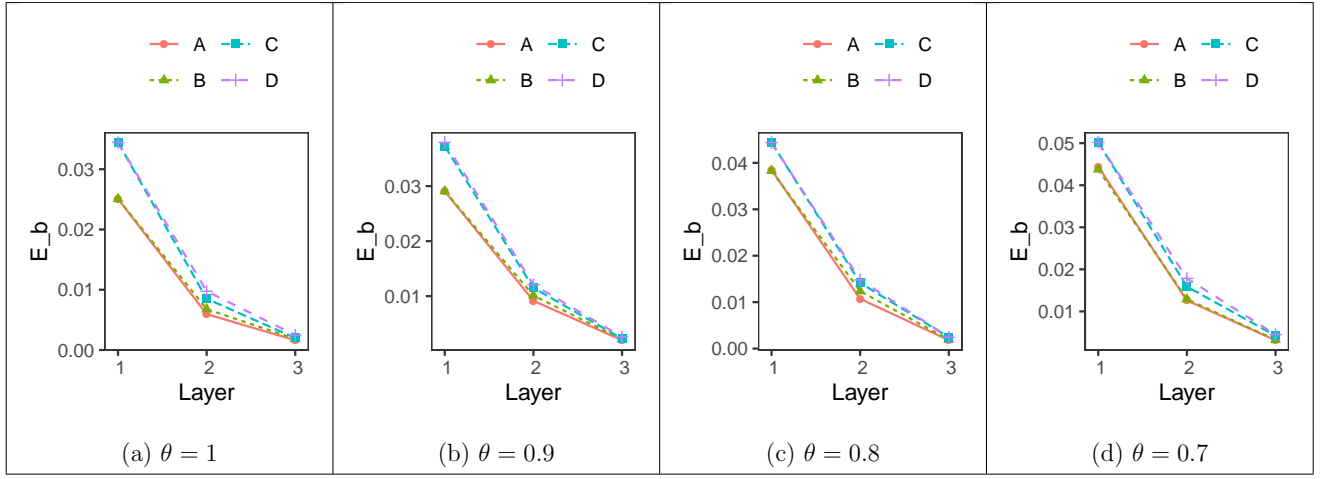 A C
B D
0.03
0.02
0.01
0.00
E_b
1 2 3
Layer
(a) θ = 1
A C
B D
0.03
0.02
0.01
E_b
1 2 3
Layer
(b) θ = 0.9
A C
B D
0.04
0.03
0.02
0.01
0.00
E_b
1 2 3
Layer
(c) θ = 0.8
A C
B D
0.05
0.04
0.03
0.02
0.01
E_b
1 2 3
Layer
(d) θ = 0.7